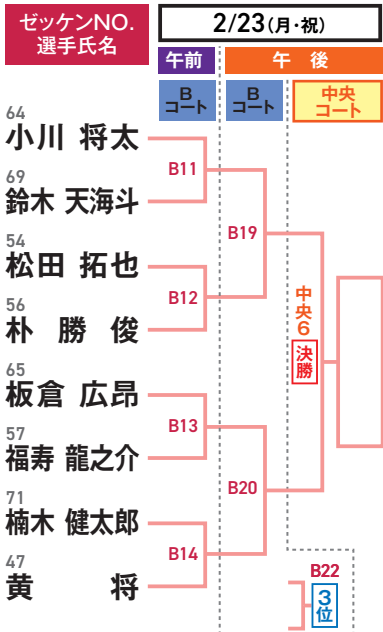 ゼッケンNO.
選手氏名
2/23(月・祝)
午前
午 後
B
コート
B
コート
中央
コート
64
小川 将太
69
鈴木 天海斗
54
松田 拓也
56
朴 勝 俊
65
板倉 広昂
57
福寿 龍之介
71
楠木 健太郎
47
黄 将
B11
B12
B13
B14
B19
B20
中央6
決勝
B22
3位